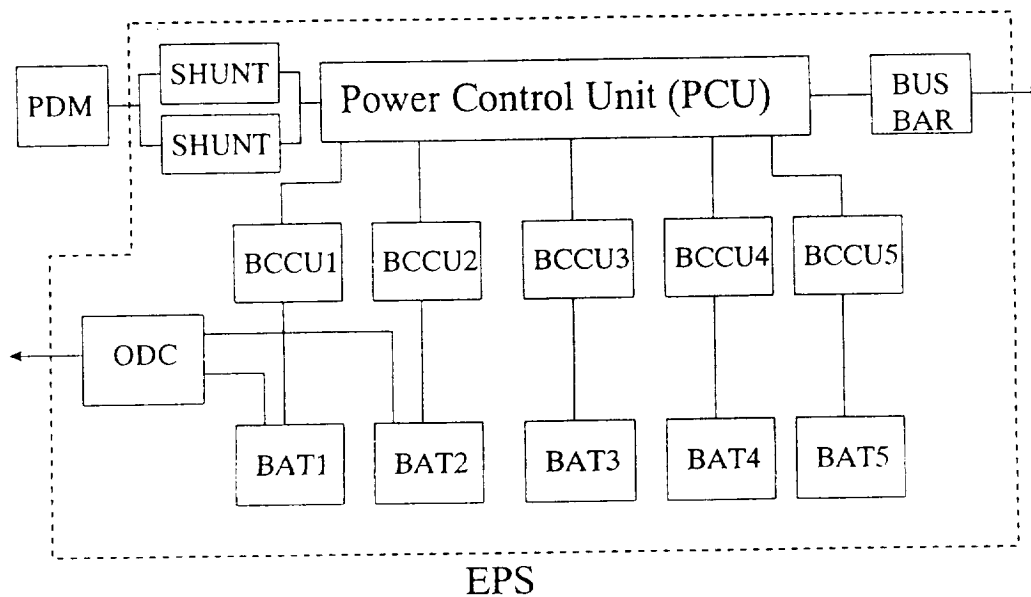 SHUNT
PDM
SHUNT
Power Control Unit (PCU)
BUS
BAR
BCCU1
BCCU2
BCCU3
BCCU4
BCCU5
ODC
BAT1
BAT2
BAT3
BAT4
BAT5
EPS